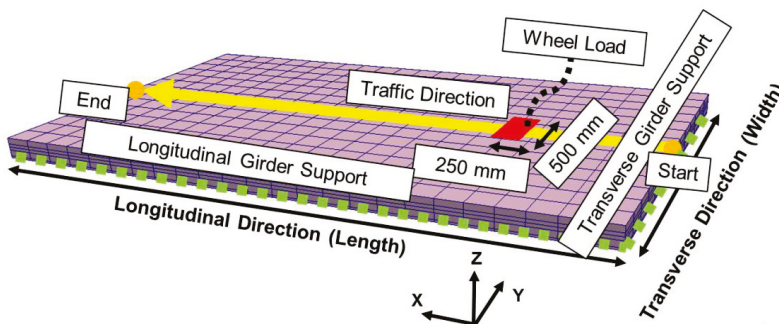 Wheel Load
Traffic Direction
End
Longitudinal Girder Support
250 mm
500 mm
Transverse Girder Support
Start
Longitudinal Direction (Length)
Transverse Direction (Width)
Z
X
Y